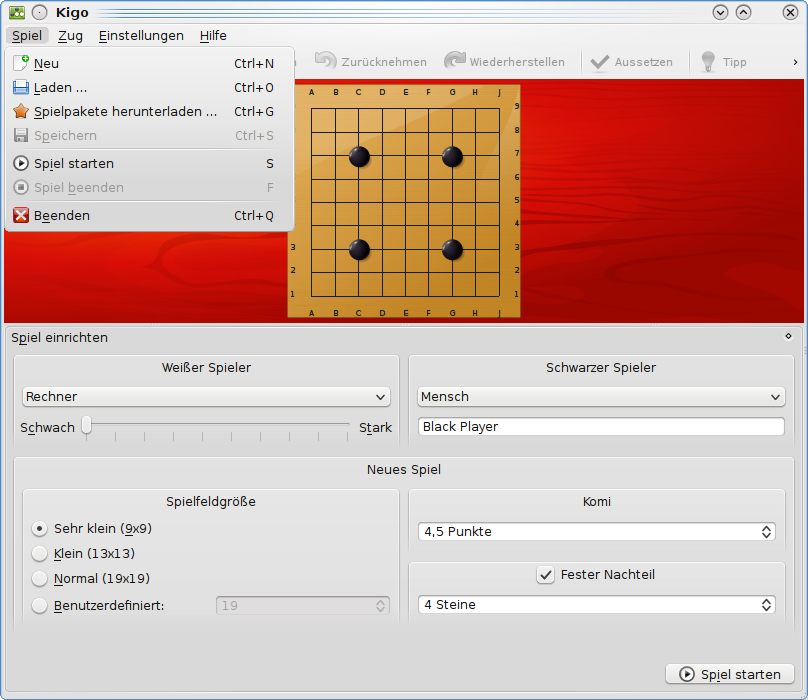 Kigo
Spiel Zug Einstellungen Hilfe
Neu Ctrl+N
Laden ... Ctrl+O
Spielpakete herunterladen ... Ctrl+G
Speichern Ctrl+S
Spiel starten S
Spiel beenden F
Beenden Ctrl+Q
Zurücknehmen Wiederherstellen Aussetzen Tipp
A B C D E F G H J
9
8
7
6
5
4
3 3
2 2
1 1
A B C D E F G H J
Spiel einrichten
Weißer Spieler
Rechner
Schwach Stark
Schwarzer Spieler
Mensch
Black Player
Neues Spiel
Spielfeldgröße
Sehr klein (9x9)
Klein (13x13)
Normal (19x19)
Benutzerdefiniert: 19
Komi
4,5 Punkte
Fester Nachteil
4 Steine
Spiel starten